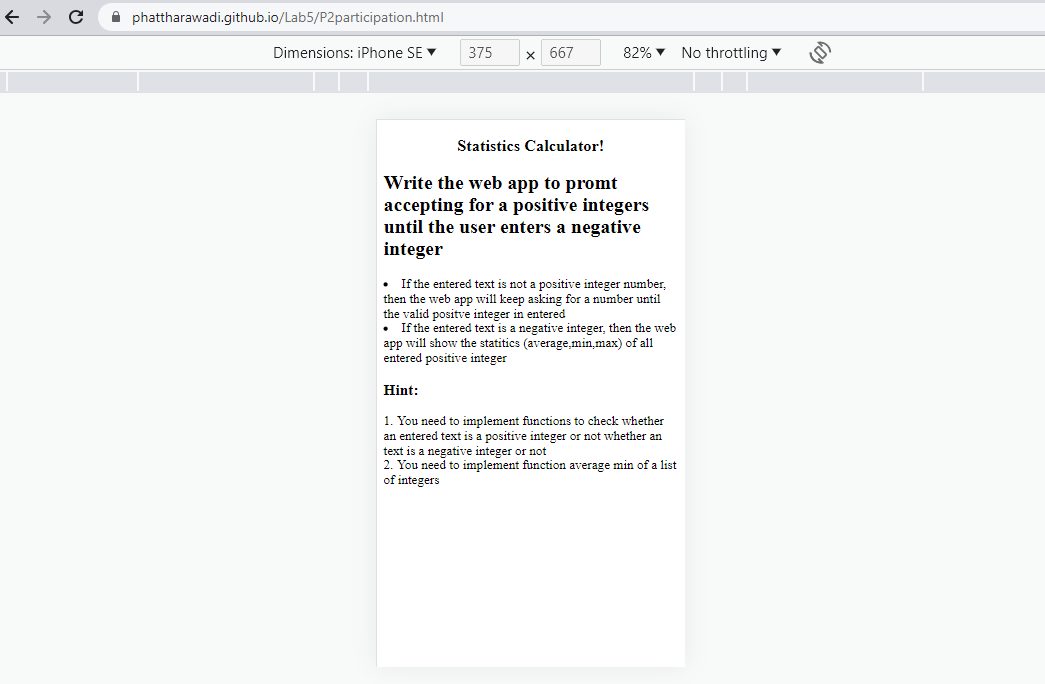 phattharawadi.github.io/Lab5/P2participation.html
Dimensions: iPhone SE ▼ 375 × 667 82% ▼ No throttling ▼
Statistics Calculator!
Write the web app to promt
accepting for a positive integers
until the user enters a negative
integer
• If the entered text is not a positive integer number,
then the web app will keep asking for a number until
the valid positve integer in entered
• If the entered text is a negative integer, then the web
app will show the statitics (average,min,max) of all
entered positive integer
Hint:
1. You need to implement functions to check whether
an entered text is a positive integer or not whether an
text is a negative integer or not
2. You need to implement function average min of a list
of integers